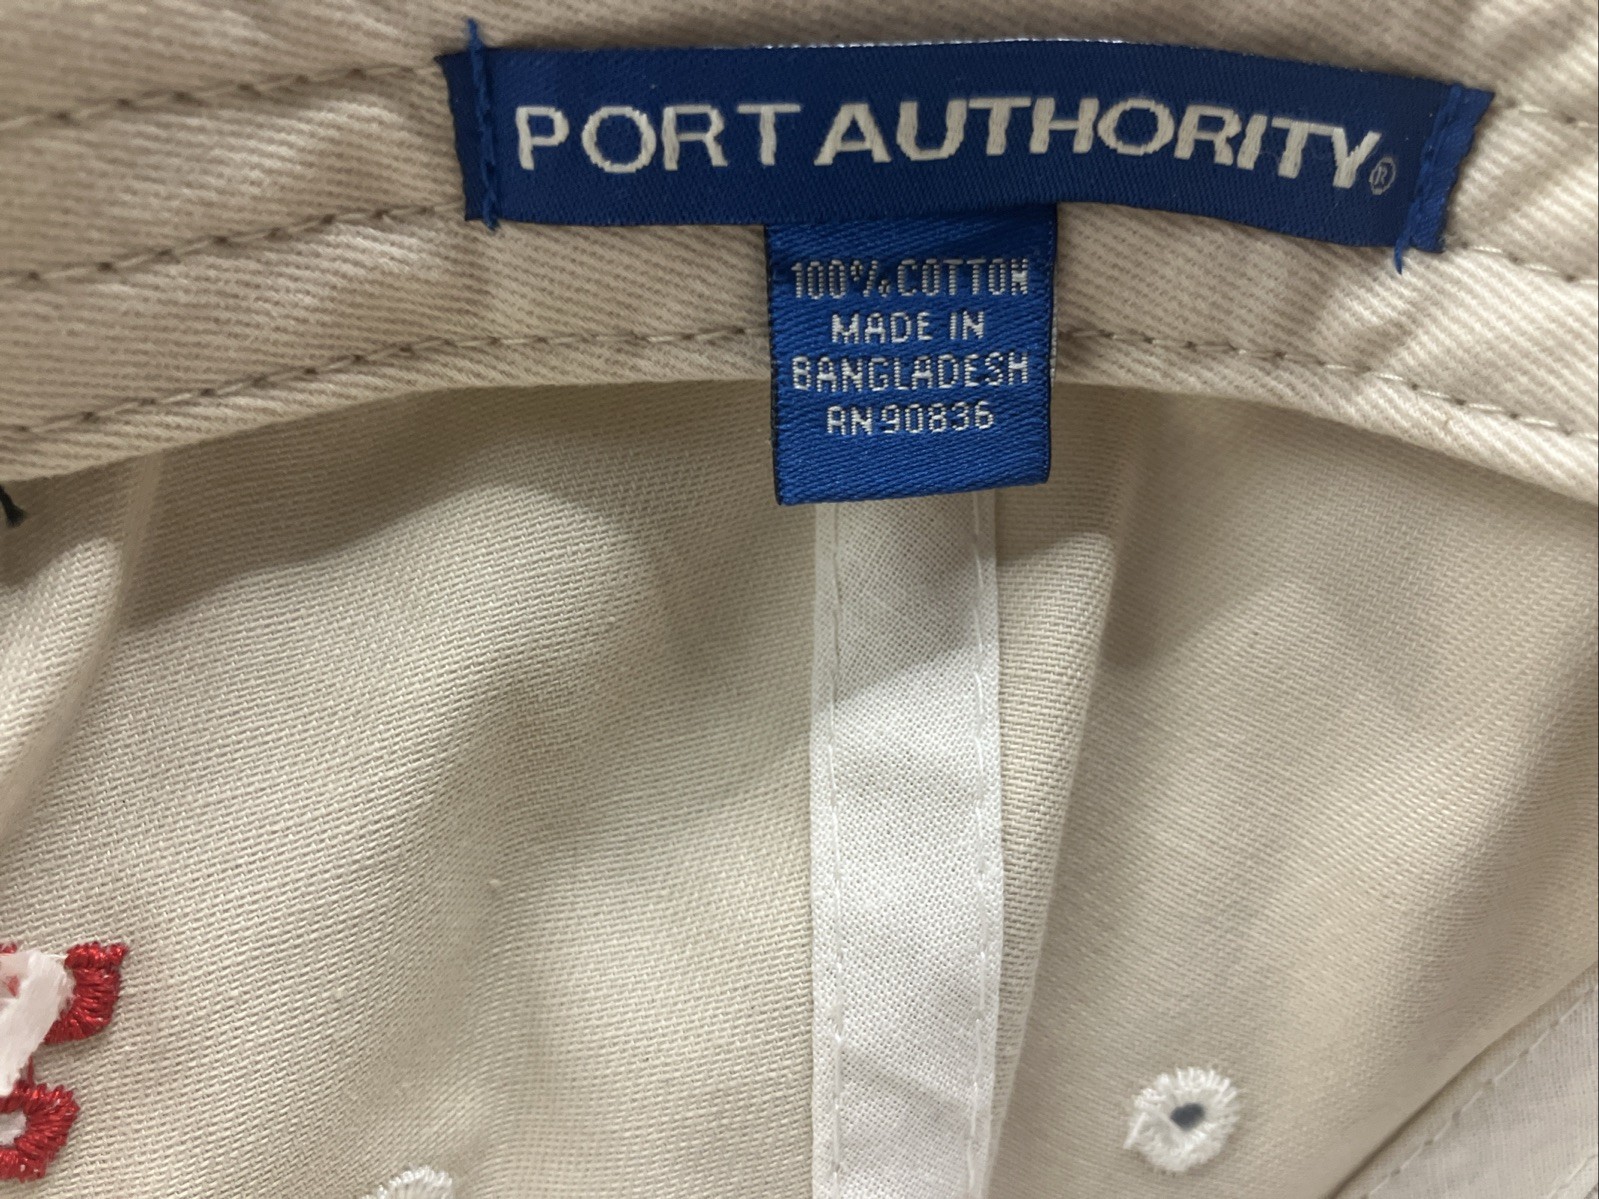 PORT AUTHORITY®
100% COTTON
MADE IN
BANGLADESH
RN 90836